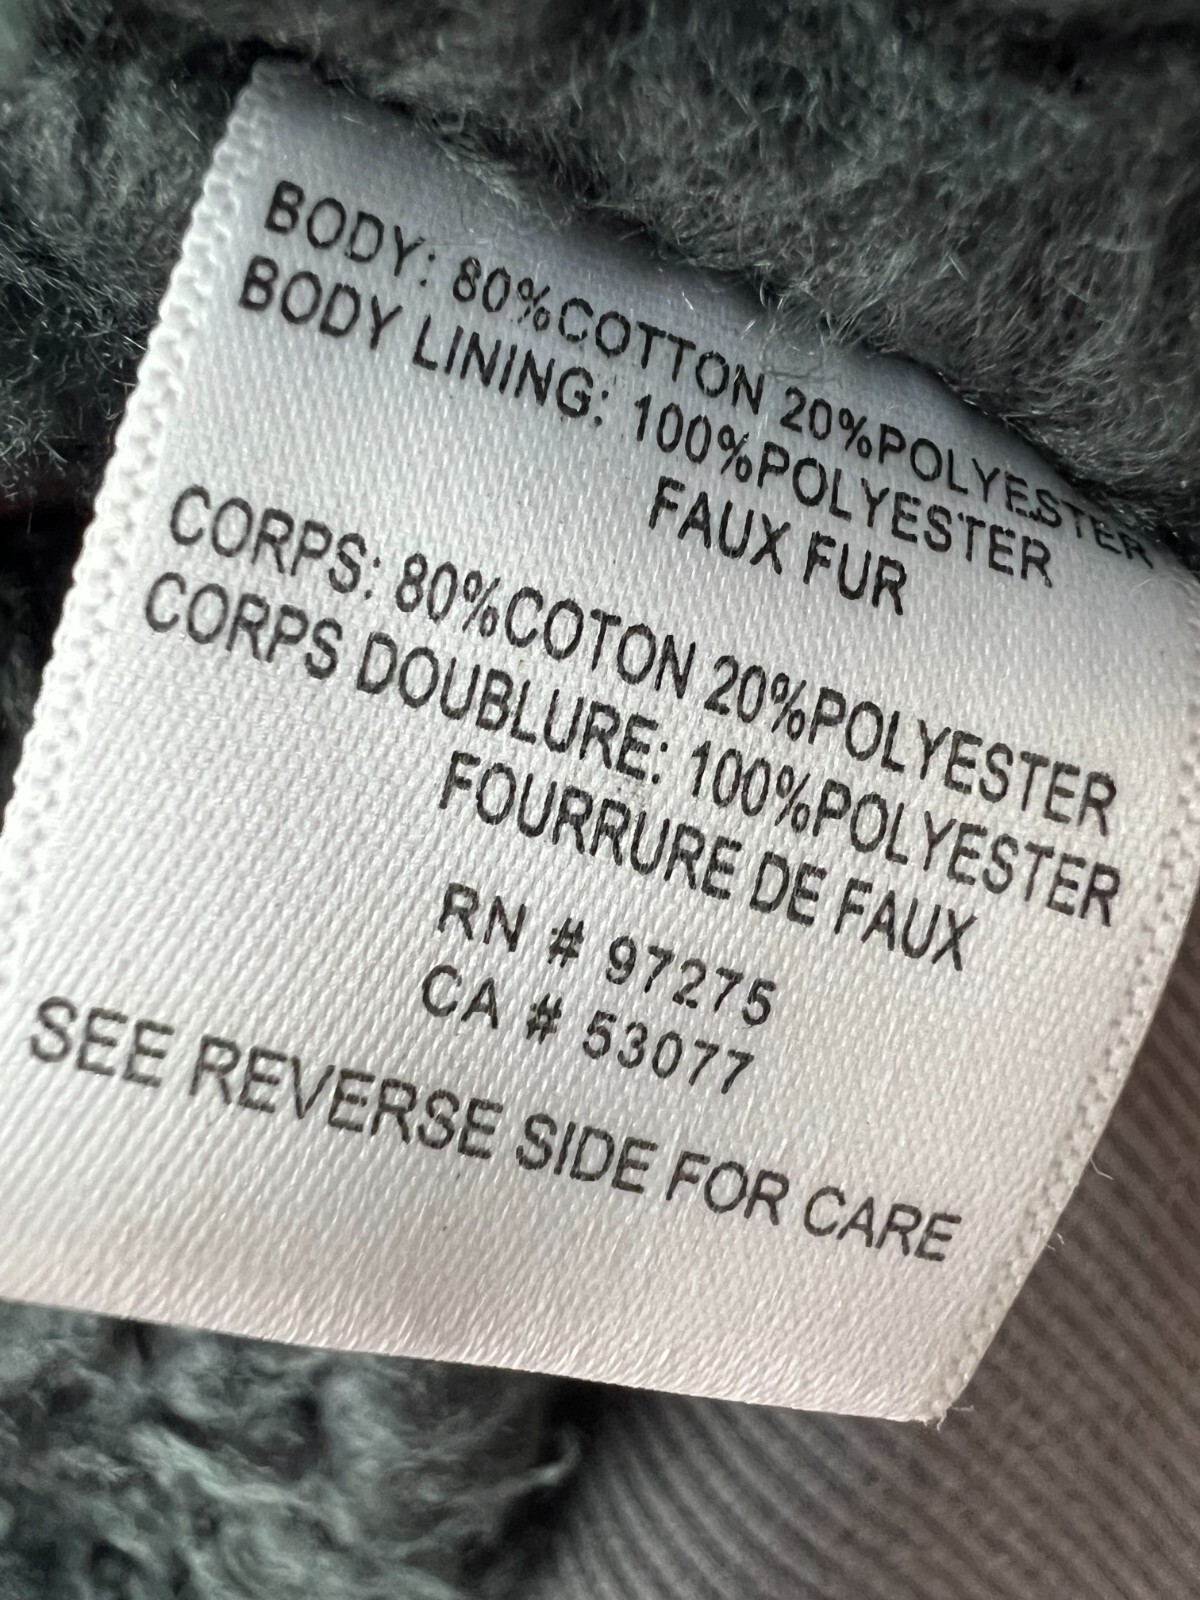 BODY: 80%COTTON 20%POLYESTER
BODY LINING: 100%POLYESTER
FAUX FUR
CORPS: 80%COTON 20%POLYESTER
CORPS DOUBLURE: 100%POLYESTER
FOURRURE DE FAUX
RN # 97275
CA # 53077
SEE REVERSE SIDE FOR CARE